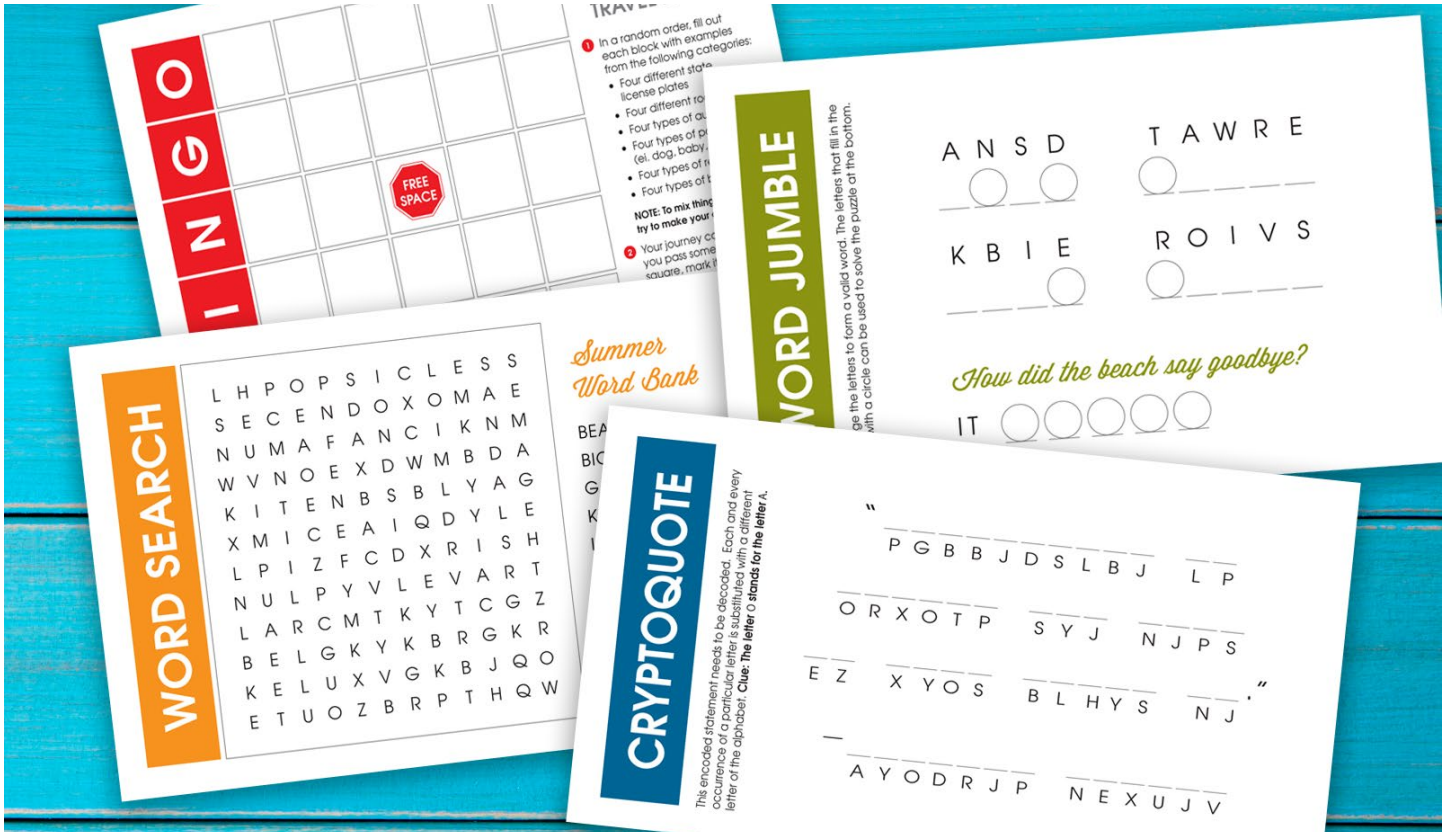 INGO
FREE
SPACE
1 In a random order, fill out
each block with examples
from the following categories:
• Four different state
license plates
• Four different
• Four types of
• Four types of
(ei. dog, baby,
• Four types of
• Four types of
NOTE: To mix
try to make your
2 Your journey
you pass some
square, mark
WORD JUMBLE
the letters to form a valid word. The letters that fill in the
with a circle can be used to solve the puzzle at the bottom.
A N S D
T A W R E
K B I E
R O I V S
How did the beach say goodbye?
IT
WORD SEARCH
L H P O P S I C L E S S
S E C E N D O X O M A E
N U M A F A N C I K N M
W V N O E X D W M B D A
K I T E N B S B L Y A G
X M I C E A I Q D Y L E
L P I Z F C D X R I S H
N U L P Y V L E V A R T
L A R C M T K Y T C G Z
B E L G K Y K B R G K R
K E L U X V G K B J Q O
E T U O Z B R P T H Q W
Summer
Word Bank
CRYPTOQUOTE
This encoded statement needs to be decoded. Each and every
occurrence of a particular letter is substituted with a different
letter of the alphabet. Clue: The letter O stands for the letter A.
"
P G B B J D S L B J L P
O R X O T P S Y J N J P S
E Z X Y O S B L H Y S N J ."
— A Y O D R J P N E X U J V